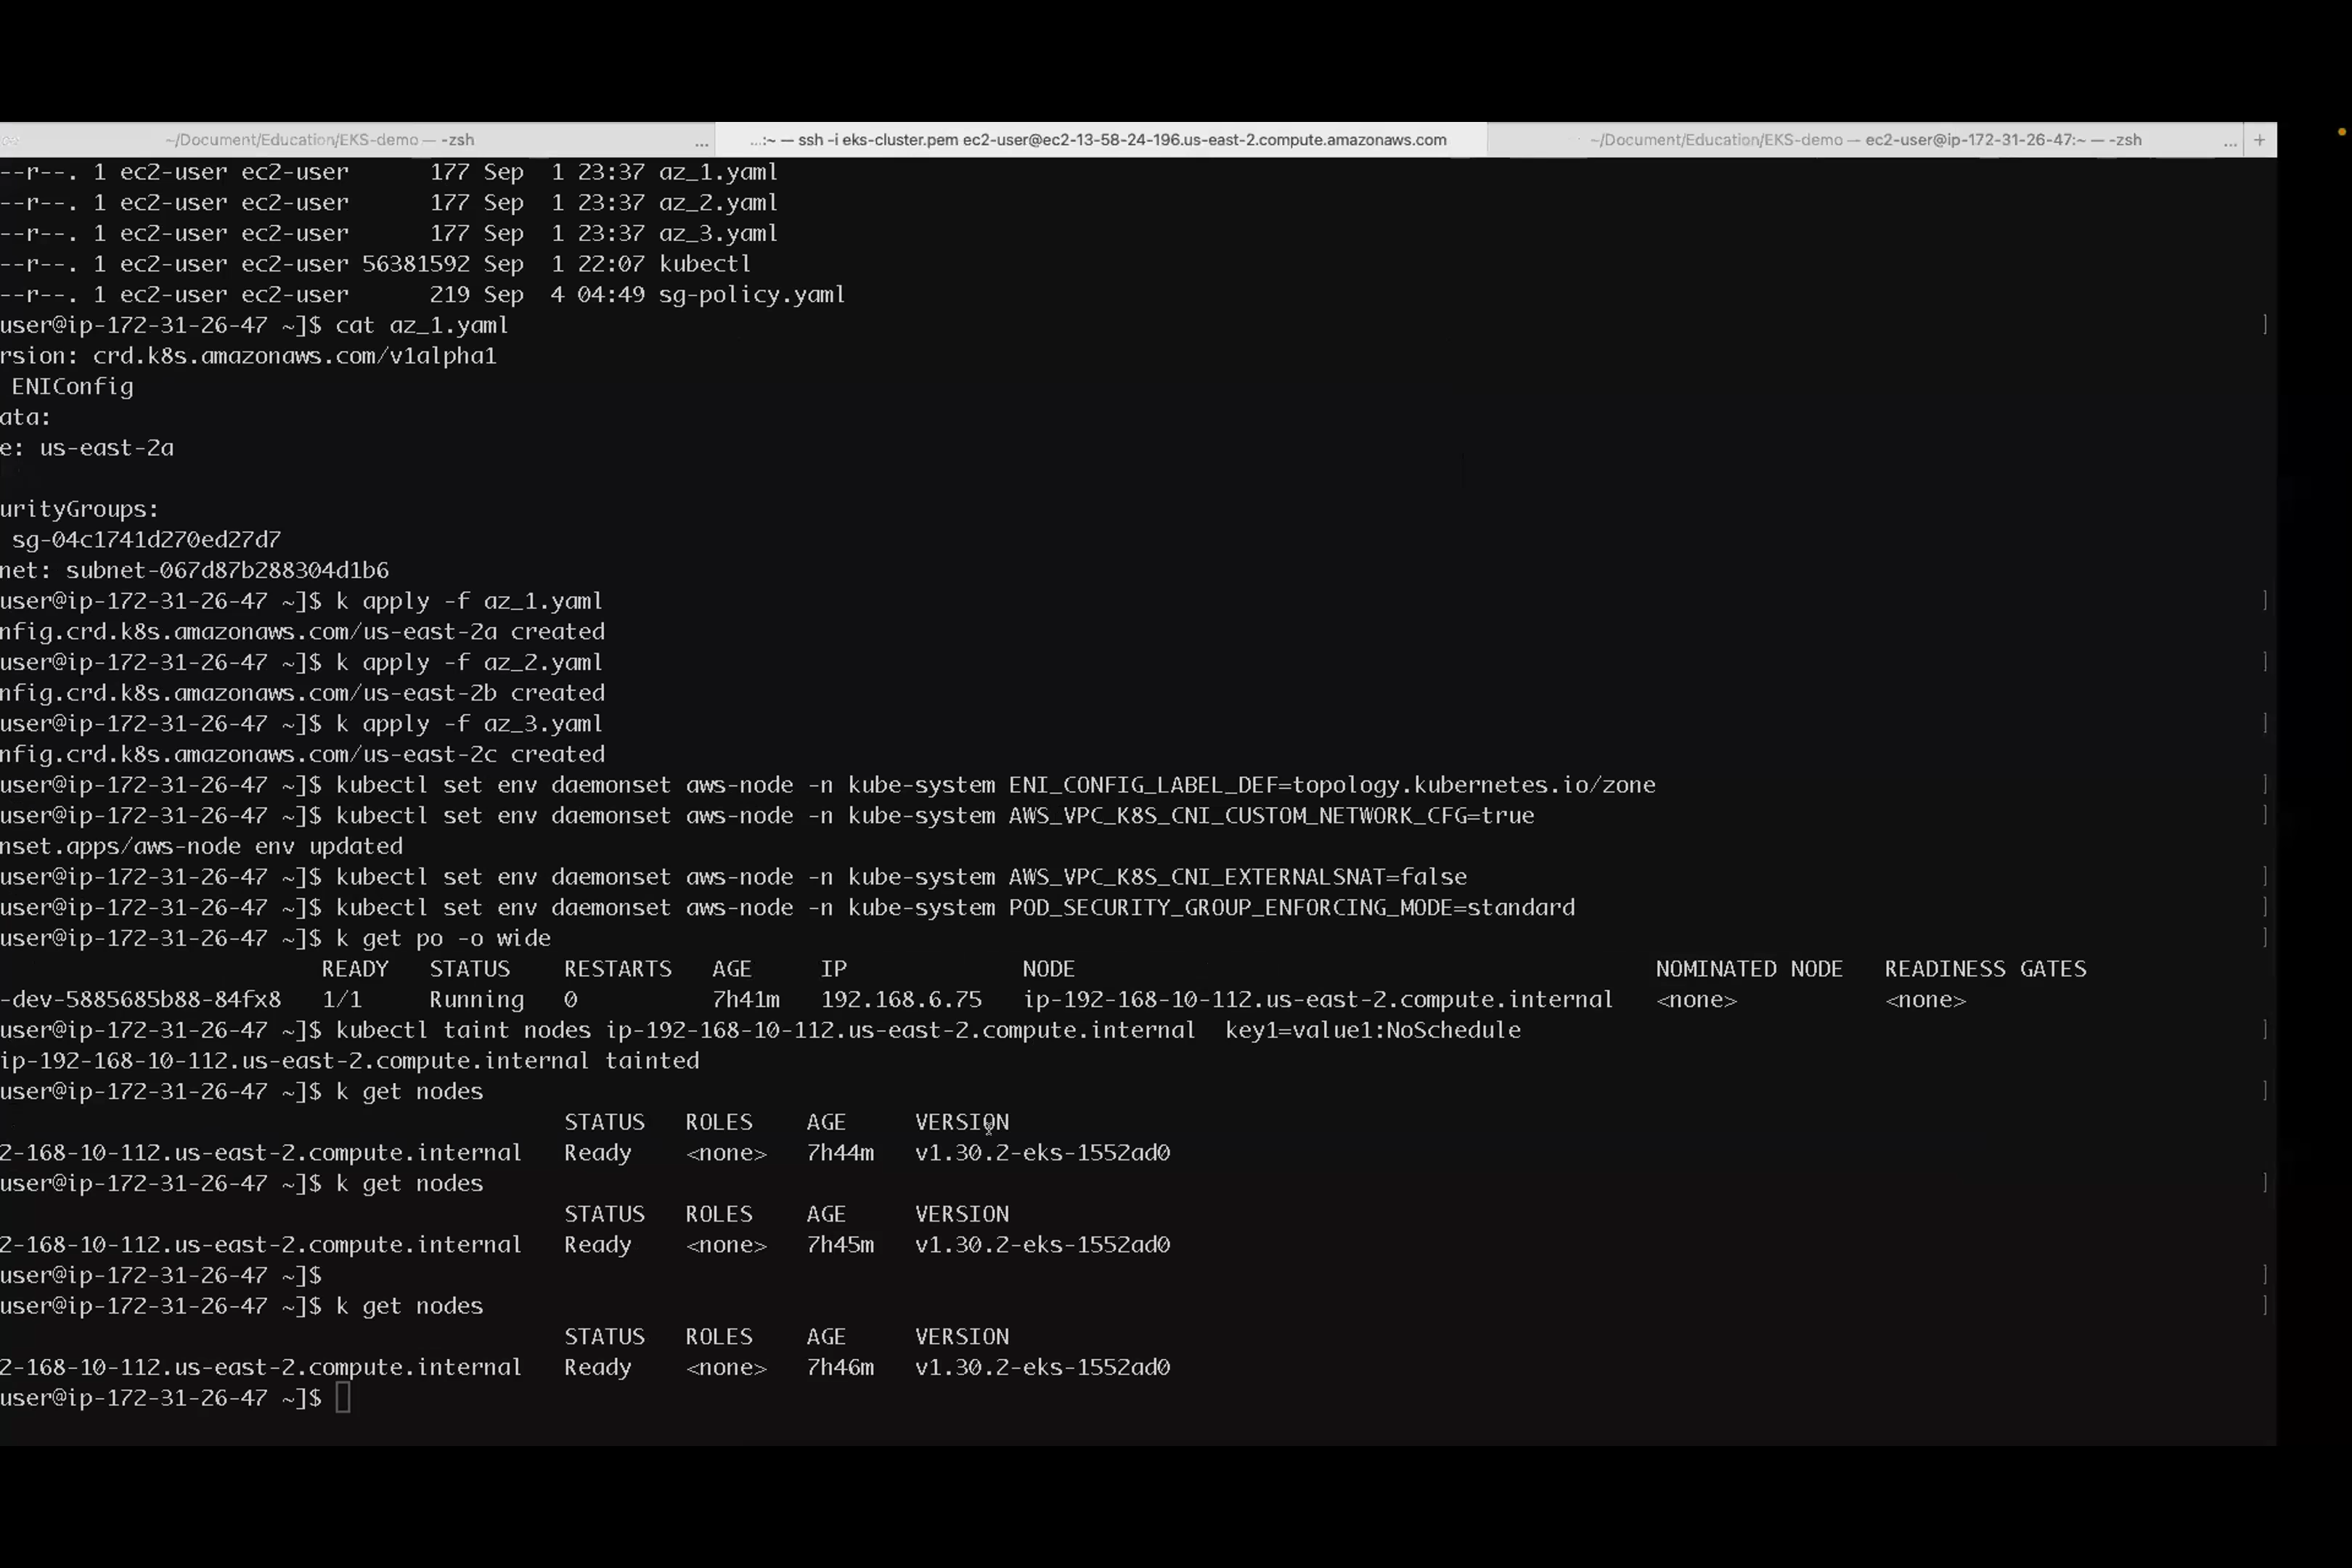 ~/Document/Education/EKS-demo — -zsh ... ...:~ — ssh -i eks-cluster.pem ec2-user@ec2-13-58-24-196.us-east-2.compute.amazonaws.com ~/Document/Education/EKS-demo — ec2-user@ip-172-31-26-47:~ — -zsh ... +
--r--. 1 ec2-user ec2-user 177 Sep 1 23:37 az_1.yaml
--r--. 1 ec2-user ec2-user 177 Sep 1 23:37 az_2.yaml
--r--. 1 ec2-user ec2-user 177 Sep 1 23:37 az_3.yaml
--r--. 1 ec2-user ec2-user 56381592 Sep 1 22:07 kubectl
--r--. 1 ec2-user ec2-user 219 Sep 4 04:49 sg-policy.yaml
user@ip-172-31-26-47 ~]$ cat az_1.yaml ]
rsion: crd.k8s.amazonaws.com/v1alpha1
ENIConfig
ata:
e: us-east-2a
urityGroups:
sg-04c1741d270ed27d7
net: subnet-067d87b288304d1b6
user@ip-172-31-26-47 ~]$ k apply -f az_1.yaml ]
nfig.crd.k8s.amazonaws.com/us-east-2a created
user@ip-172-31-26-47 ~]$ k apply -f az_2.yaml ]
nfig.crd.k8s.amazonaws.com/us-east-2b created
user@ip-172-31-26-47 ~]$ k apply -f az_3.yaml ]
nfig.crd.k8s.amazonaws.com/us-east-2c created
user@ip-172-31-26-47 ~]$ kubectl set env daemonset aws-node -n kube-system ENI_CONFIG_LABEL_DEF=topology.kubernetes.io/zone ]
user@ip-172-31-26-47 ~]$ kubectl set env daemonset aws-node -n kube-system AWS_VPC_K8S_CNI_CUSTOM_NETWORK_CFG=true ]
nset.apps/aws-node env updated
user@ip-172-31-26-47 ~]$ kubectl set env daemonset aws-node -n kube-system AWS_VPC_K8S_CNI_EXTERNALSNAT=false ]
user@ip-172-31-26-47 ~]$ kubectl set env daemonset aws-node -n kube-system POD_SECURITY_GROUP_ENFORCING_MODE=standard ]
user@ip-172-31-26-47 ~]$ k get po -o wide ]
READY STATUS RESTARTS AGE IP NODE NOMINATED NODE READINESS GATES
-dev-5885685b88-84fx8 1/1 Running 0 7h41m 192.168.6.75 ip-192-168-10-112.us-east-2.compute.internal <none> <none>
user@ip-172-31-26-47 ~]$ kubectl taint nodes ip-192-168-10-112.us-east-2.compute.internal key1=value1:NoSchedule ]
ip-192-168-10-112.us-east-2.compute.internal tainted
user@ip-172-31-26-47 ~]$ k get nodes ]
STATUS ROLES AGE VERSION
2-168-10-112.us-east-2.compute.internal Ready <none> 7h44m v1.30.2-eks-1552ad0
user@ip-172-31-26-47 ~]$ k get nodes ]
STATUS ROLES AGE VERSION
2-168-10-112.us-east-2.compute.internal Ready <none> 7h45m v1.30.2-eks-1552ad0
user@ip-172-31-26-47 ~]$ ]
user@ip-172-31-26-47 ~]$ k get nodes ]
STATUS ROLES AGE VERSION
2-168-10-112.us-east-2.compute.internal Ready <none> 7h46m v1.30.2-eks-1552ad0
user@ip-172-31-26-47 ~]$